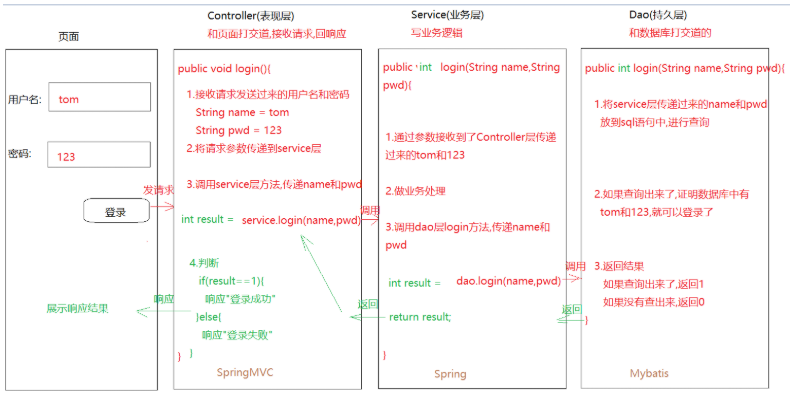 页面
用户名:
tom
密码:
123
登录
展示响应结果
发请求
响应
Controller(表现层)
和页面打交道,接收请求,回响应
public void login(){
1.接收请求发送过来的用户名和密码
String name = tom
String pwd = 123
2.将请求参数传递到service层
3.调用service层方法,传递name和pwd
int result = service.login(name,pwd)
4.判断
if(result==1){
响应"登录成功"
}else{
响应"登录失败"
}
}
SpringMVC
调用
返回
Service(业务层)
写业务逻辑
public int login(String name,String
pwd){
1.通过参数接收到了Controller层传递
过来的tom和123
2.做业务处理
3.调用dao层login方法,传递name和
pwd
int result = dao.login(name,pwd)
return result;
}
Spring
调用
返回
Dao(持久层)
和数据库打交道的
public int login(String name,String pwd){
1.将service层传递过来的name和pwd
放到sql语句中,进行查询
2.如果查询出来了,证明数据库中有
tom和123,就可以登录了
3.返回结果
如果查询出来了,返回1
如果没有查出来,返回0
}
Mybatis